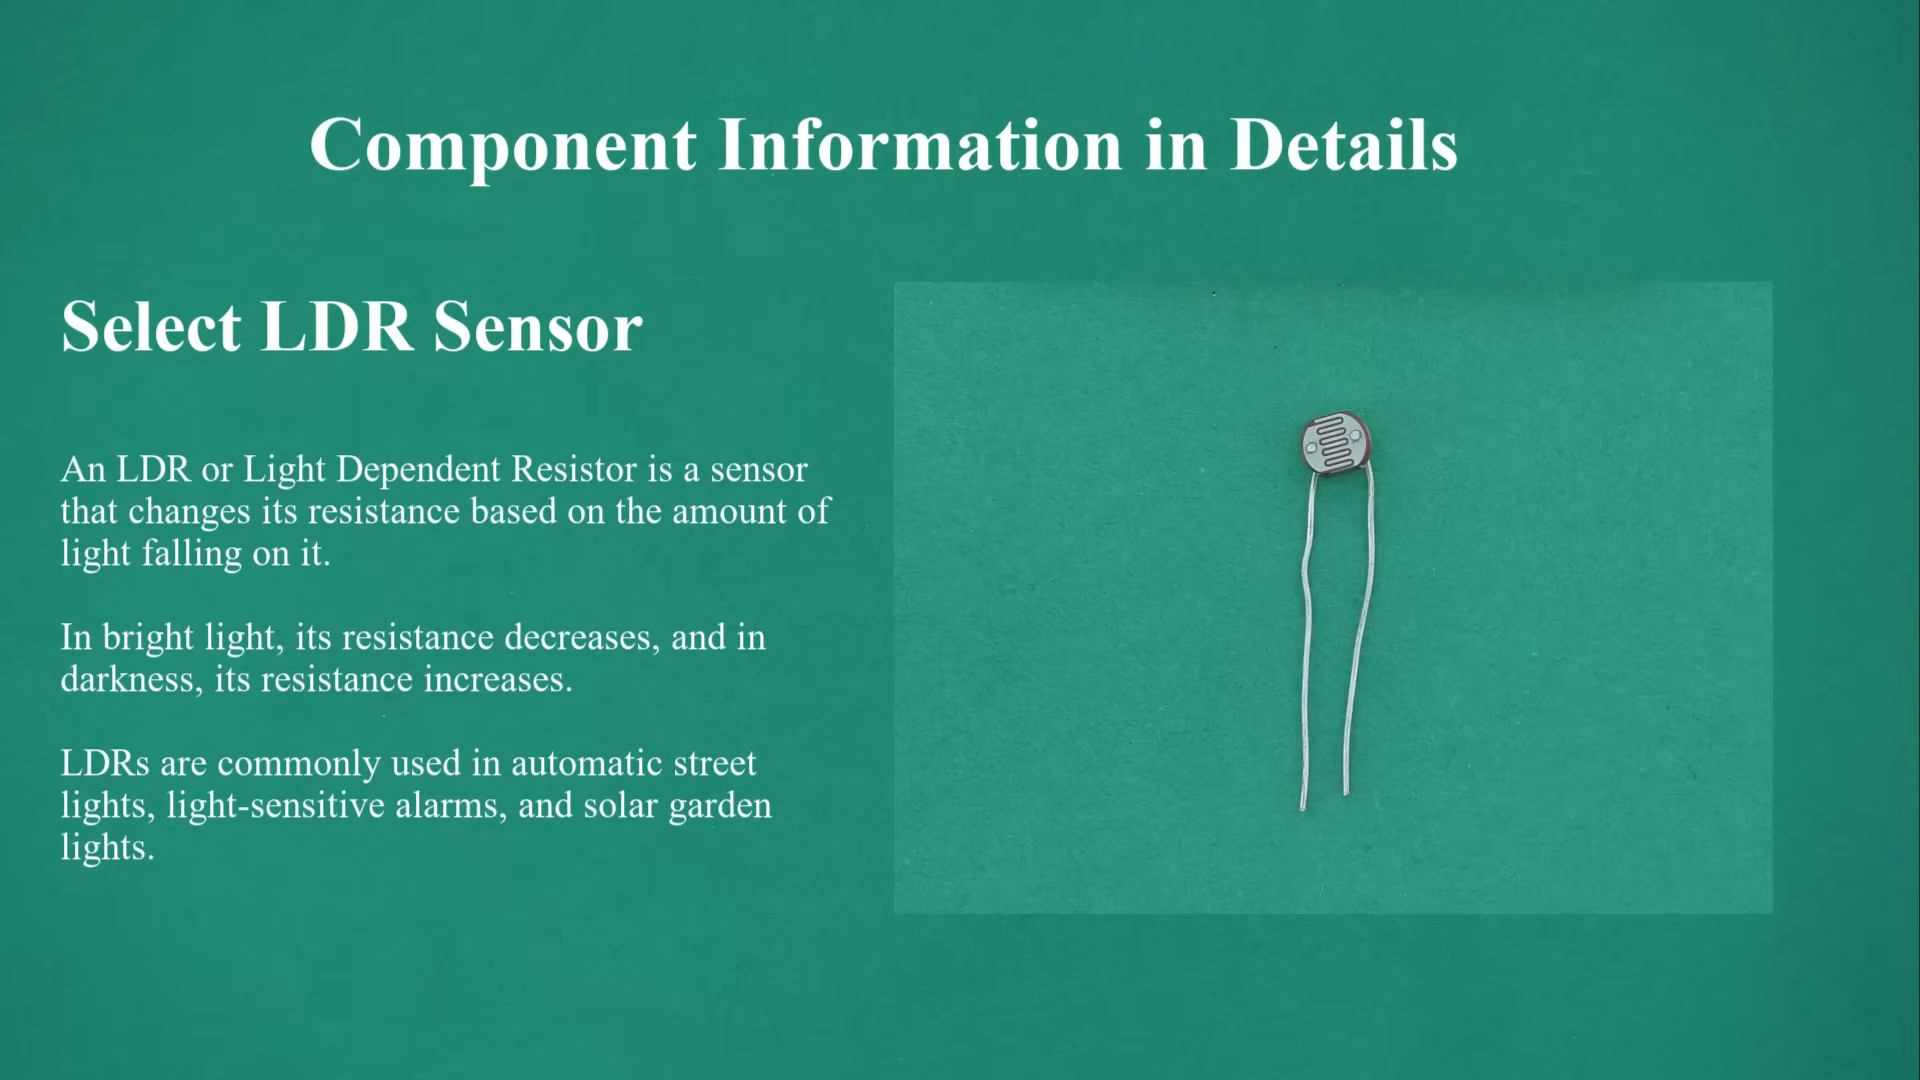 Component Information in Details
Select LDR Sensor
An LDR or Light Dependent Resistor is a sensor
that changes its resistance based on the amount of
light falling on it.
In bright light, its resistance decreases, and in
darkness, its resistance increases.
LDRs are commonly used in automatic street
lights, light-sensitive alarms, and solar garden
lights.